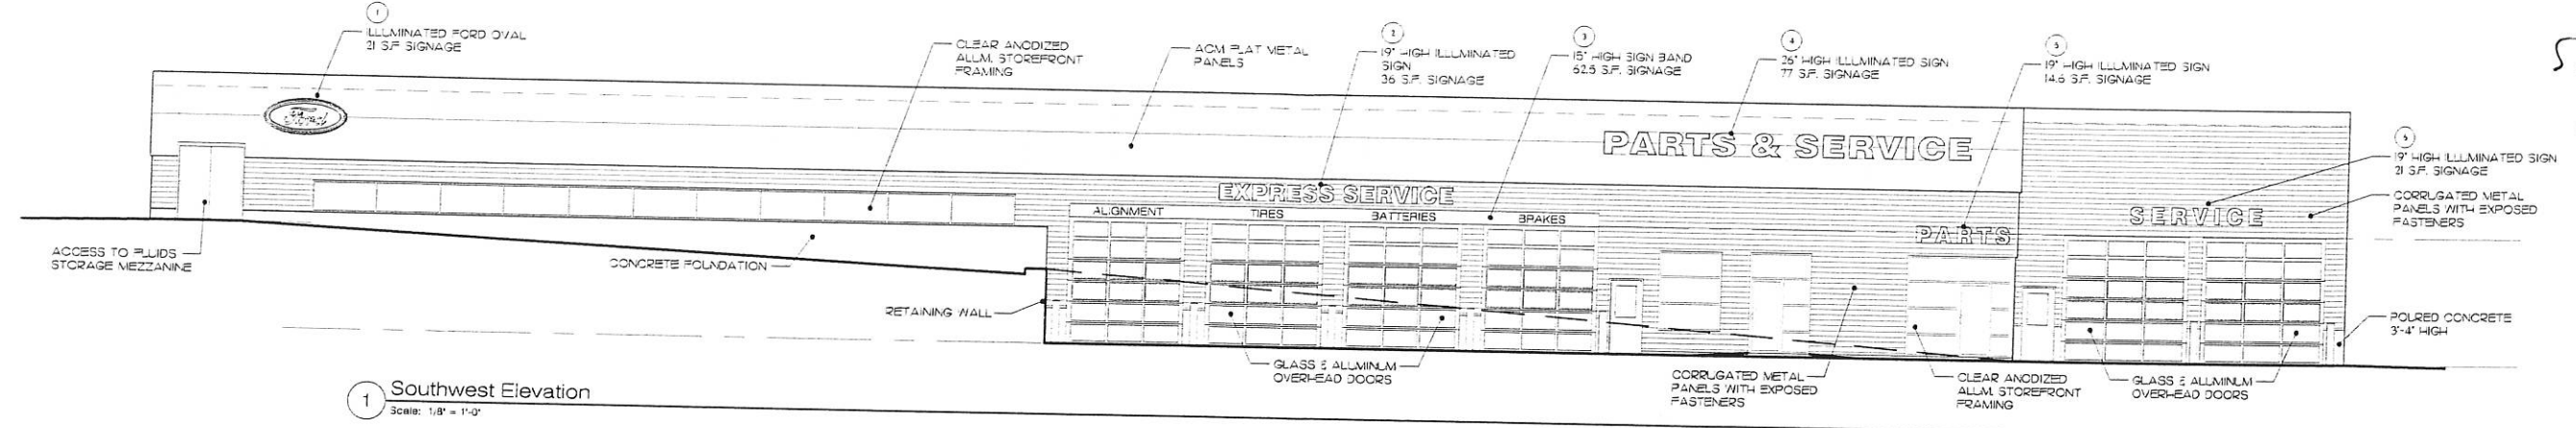 1
ILLUMINATED FORD OVAL
21 S.F. SIGNAGE
CLEAR ANODIZED
ALUM. STOREFRONT
FRAMING
ACM FLAT METAL
PANELS
2
19" HIGH ILLUMINATED
SIGN
36 S.F. SIGNAGE
3
15" HIGH SIGN BAND
62.5 S.F. SIGNAGE
4
26" HIGH ILLUMINATED SIGN
77 S.F. SIGNAGE
5
19" HIGH ILLUMINATED SIGN
14.6 S.F. SIGNAGE
Ford
PARTS & SERVICE
19" HIGH ILLUMINATED SIGN
21 S.F. SIGNAGE
CORRUGATED METAL
PANELS WITH EXPOSED
FASTENERS
EXPRESS SERVICE
ALIGNMENT TIRES BATTERIES BRAKES
SERVICE
PARTS
ACCESS TO FLUIDS
STORAGE MEZZANINE
CONCRETE FOUNDATION
RETAINING WALL
POURED CONCRETE
3'-4" HIGH
GLASS & ALUMINUM
OVERHEAD DOORS
CORRUGATED METAL
PANELS WITH EXPOSED
FASTENERS
CLEAR ANODIZED
ALUM. STOREFRONT
FRAMING
GLASS & ALUMINUM
OVERHEAD DOORS
1 Southwest Elevation
Scale: 1/8" = 1'-0"